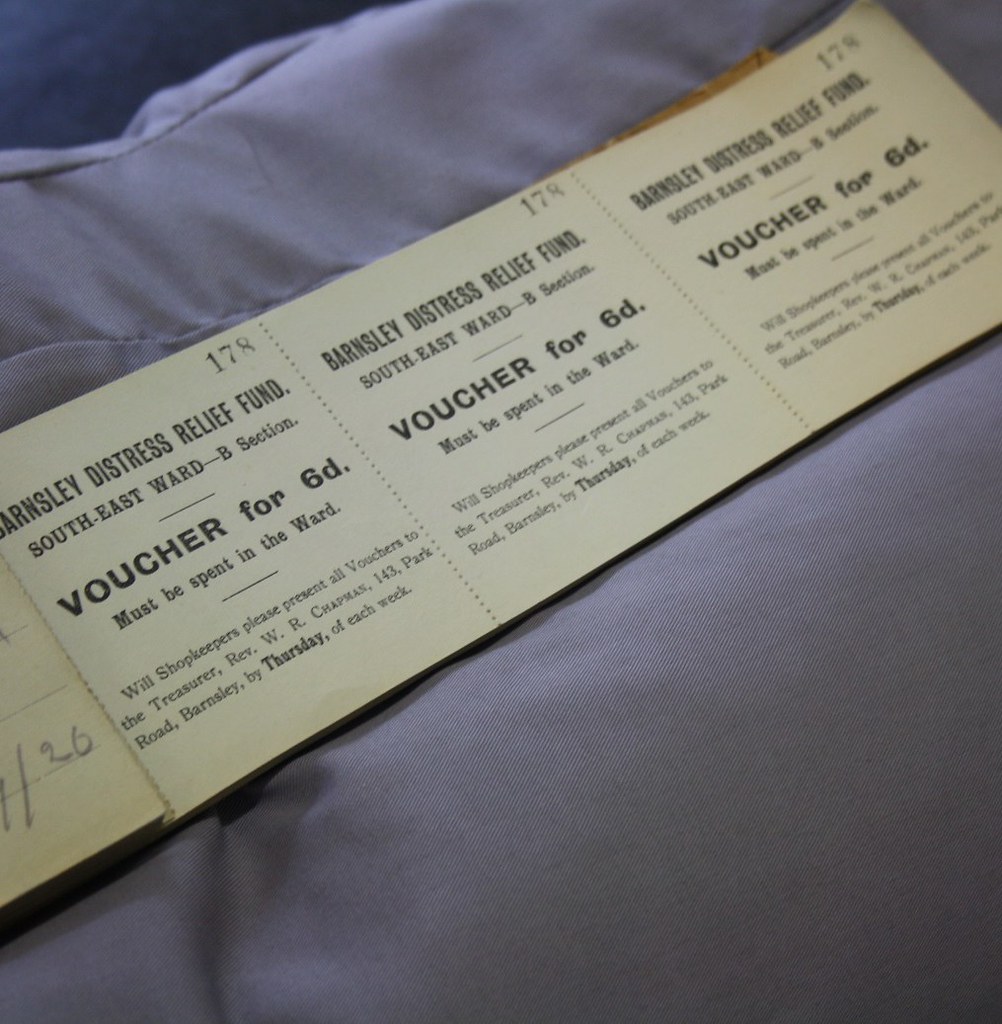 178
BARNSLEY DISTRESS RELIEF FUND.
SOUTH-EAST WARD—B Section.
VOUCHER for 6d.
Must be spent in the Ward.
Will Shopkeepers please present all Vouchers to
the Treasurer, Rev. W. R. CHAPMAN, 143, Park
Road, Barnsley, by Thursday, of each week.
178
BARNSLEY DISTRESS RELIEF FUND.
SOUTH-EAST WARD—B Section.
VOUCHER for 6d.
Must be spent in the Ward.
Will Shopkeepers please present all Vouchers to
the Treasurer, Rev. W. R. CHAPMAN, 143, Park
Road, Barnsley, by Thursday, of each week.
178
BARNSLEY DISTRESS RELIEF FUND.
SOUTH-EAST WARD—B Section.
VOUCHER for 6d.
Must be spent in the Ward.
Will Shopkeepers please present all Vouchers to
the Treasurer, Rev. W. R. CHAPMAN, 143, Park
Road, Barnsley, by Thursday, of each week.
/26